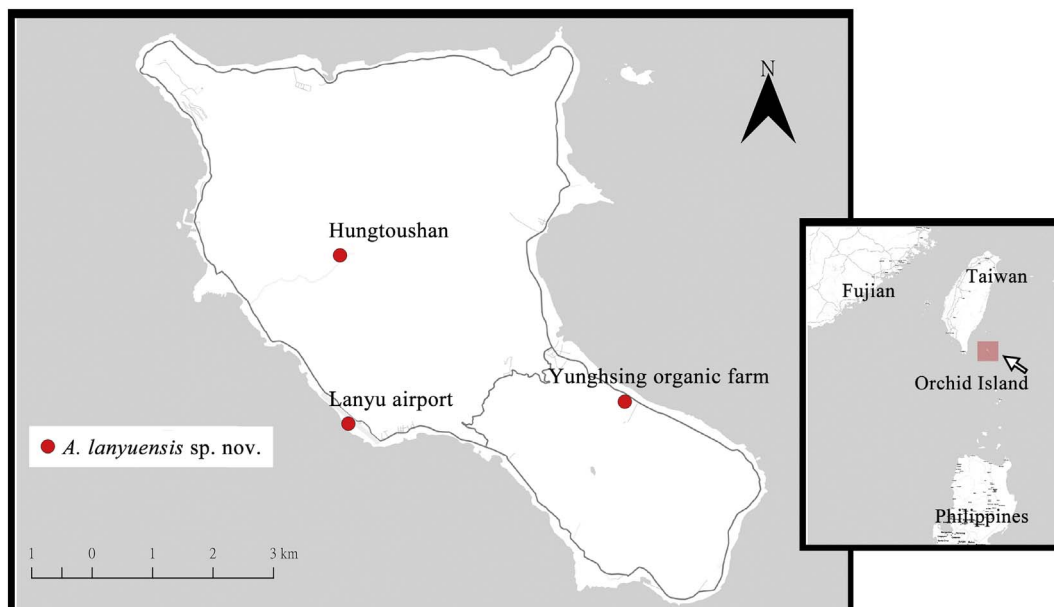 N
Hungtoushan
Lanyu airport
Yunghsing organic farm
A. lanyuensis sp. nov.
1 0 1 2 3 km
Fujian
Taiwan
Orchid Island
Philippines